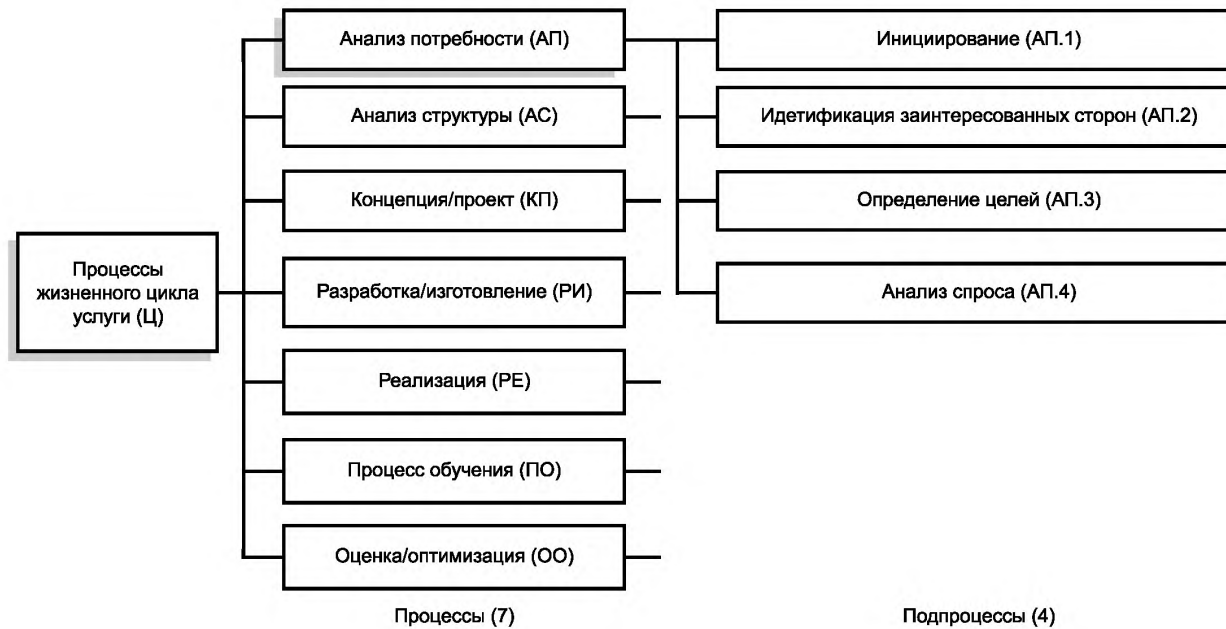 Процессы
жизненного цикла
услуги (Ц)
Анализ потребности (АП)
Анализ структуры (АС)
Концепция/проект (КП)
Разработка/изготовление (РИ)
Реализация (РЕ)
Процесс обучения (ПО)
Оценка/оптимизация (ОО)
Процессы (7)
Инициирование (АП.1)
Идетификация заинтересованных сторон (АП.2)
Определение целей (АП.3)
Анализ спроса (АП.4)
Подпроцессы (4)